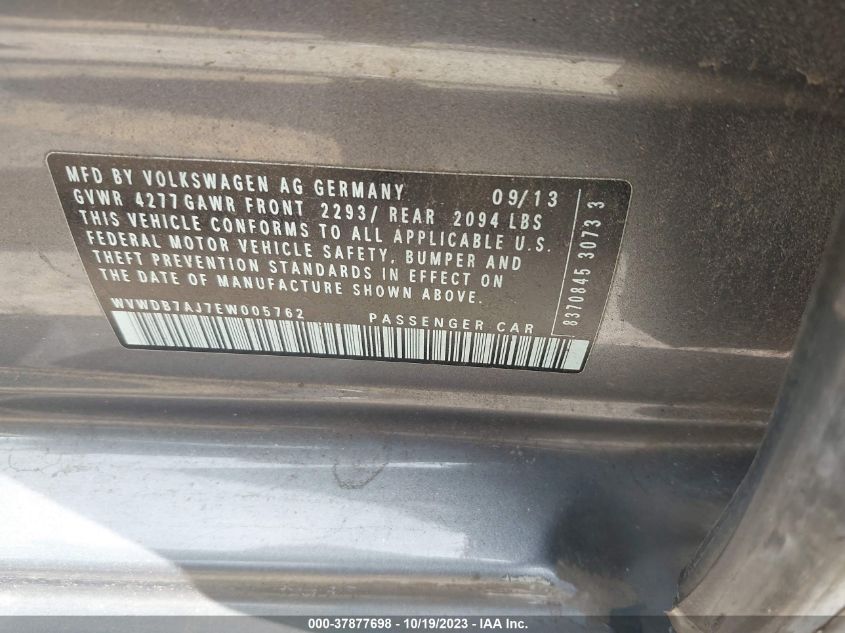 MFD BY VOLKSWAGEN AG GERMANY 09/13
GVWR 4277 GAWR FRONT 2293/ REAR 2094 LBS
THIS VEHICLE CONFORMS TO ALL APPLICABLE U.S.
FEDERAL MOTOR VEHICLE SAFETY, BUMPER AND
THEFT PREVENTION STANDARDS IN EFFECT ON
THE DATE OF MANUFACTURE SHOWN ABOVE.
WVWDB7AJ7EW005762 PASSENGER CAR
8370845 3073 3
000-37877698 - 10/19/2023 - IAA Inc.